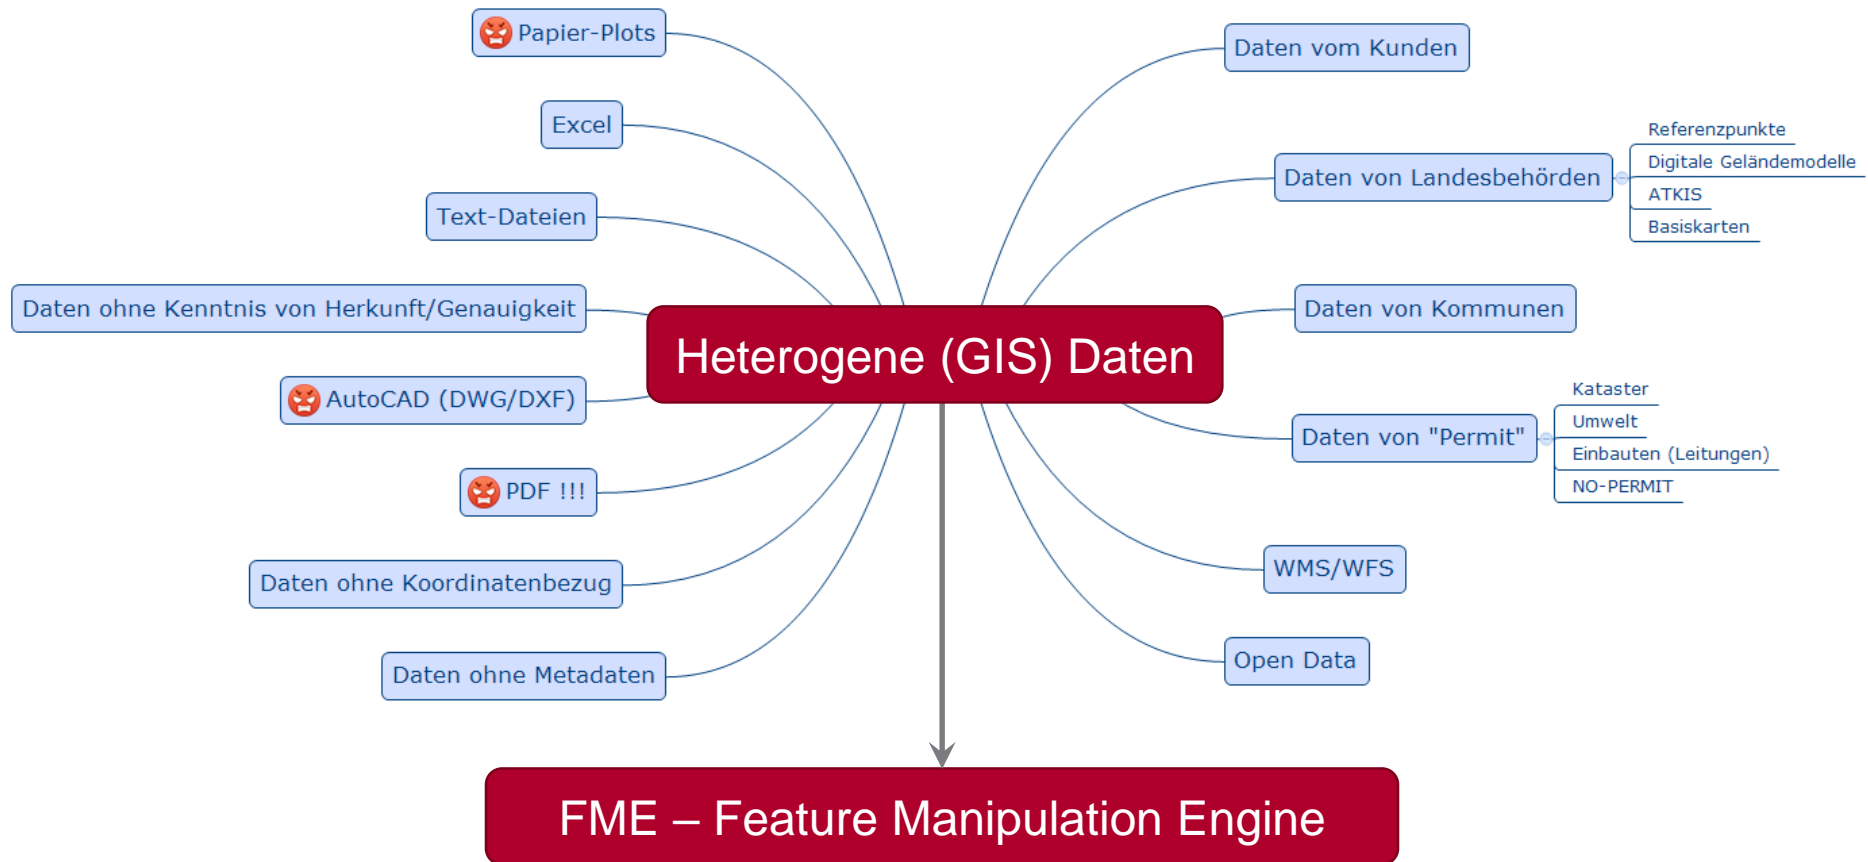 Papier-Plots
Excel
Text-Dateien
Daten ohne Kenntnis von Herkunft/Genauigkeit
AutoCAD (DWG/DXF)
PDF !!!
Daten ohne Koordinatenbezug
Daten ohne Metadaten
Heterogene (GIS) Daten
Daten vom Kunden
Daten von Landesbehörden
Referenzpunkte
Digitale Geländemodelle
ATKIS
Basiskarten
Daten von Kommunen
Daten von "Permit"
Kataster
Umwelt
Einbauten (Leitungen)
NO-PERMIT
WMS/WFS
Open Data
FME – Feature Manipulation Engine